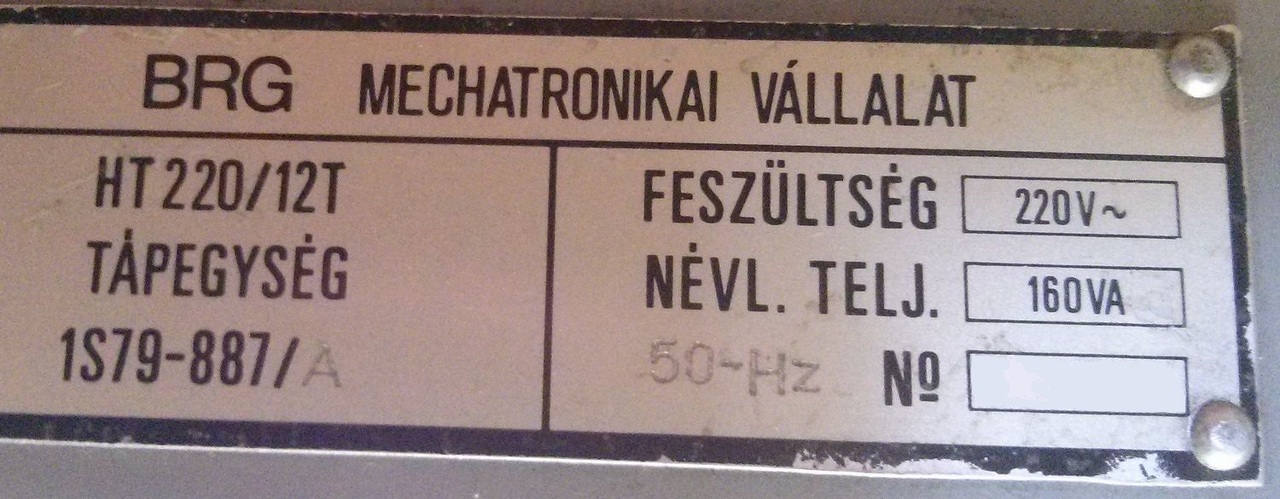 BRG MECHATRONIKAI VÁLLALAT
HT 220/12T
TÁPEGYSÉG
1S79-887/A
FESZÜLTSÉG 220V~
NÉVL. TELJ. 160VA
50-Hz Nº